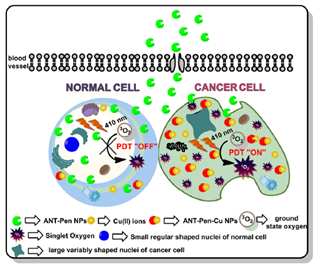 blood
vessel
NORMAL CELL
CANCER CELL
410 nm
³O₂
PDT "OFF"
410 nm
³O₂
PDT "ON"
¹O₂
ANT-Pen NPs
Cu(II) ions
ANT-Pen-Cu NPs
³O₂
ground
state oxygen
Singlet Oxygen
Small regular shaped nuclei of normal cell
large variably shaped nuclei of cancer cell